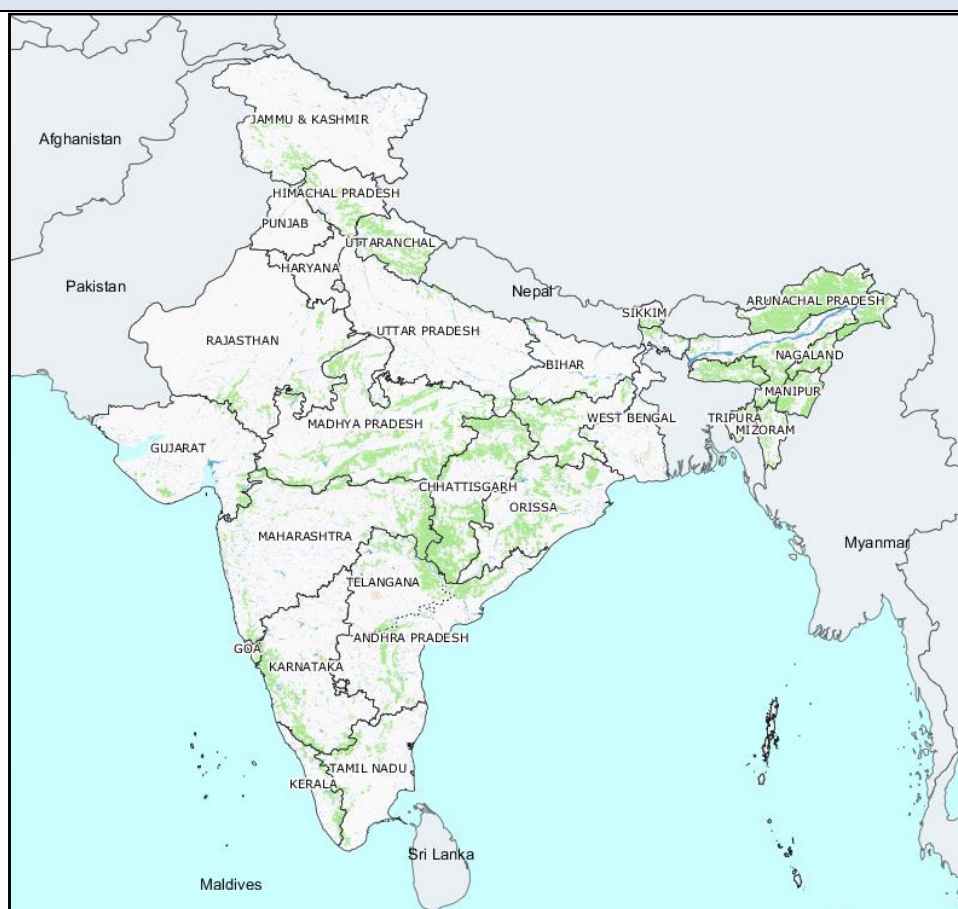 JAMMU & KASHMIR
Afghanistan
HIMACHAL PRADESH
PUNJAB
UTTARANCHAL
HARYANA
Pakistan
Nepal
ARUNACHAL PRADESH
SIKKIM
UTTAR PRADESH
RAJASTHAN
NAGALAND
BIHAR
MANIPUR
WEST BENGAL
TRIPURA
MADHYA PRADESH
MIZORAM
GUJARAT
CHHATTISGARH
ORISSA
MAHARASHTRA
Myanmar
TELANGANA
ANDHRA PRADESH
GOA
KARNATAKA
TAMIL NADU
KERALA
Sri Lanka
Maldives